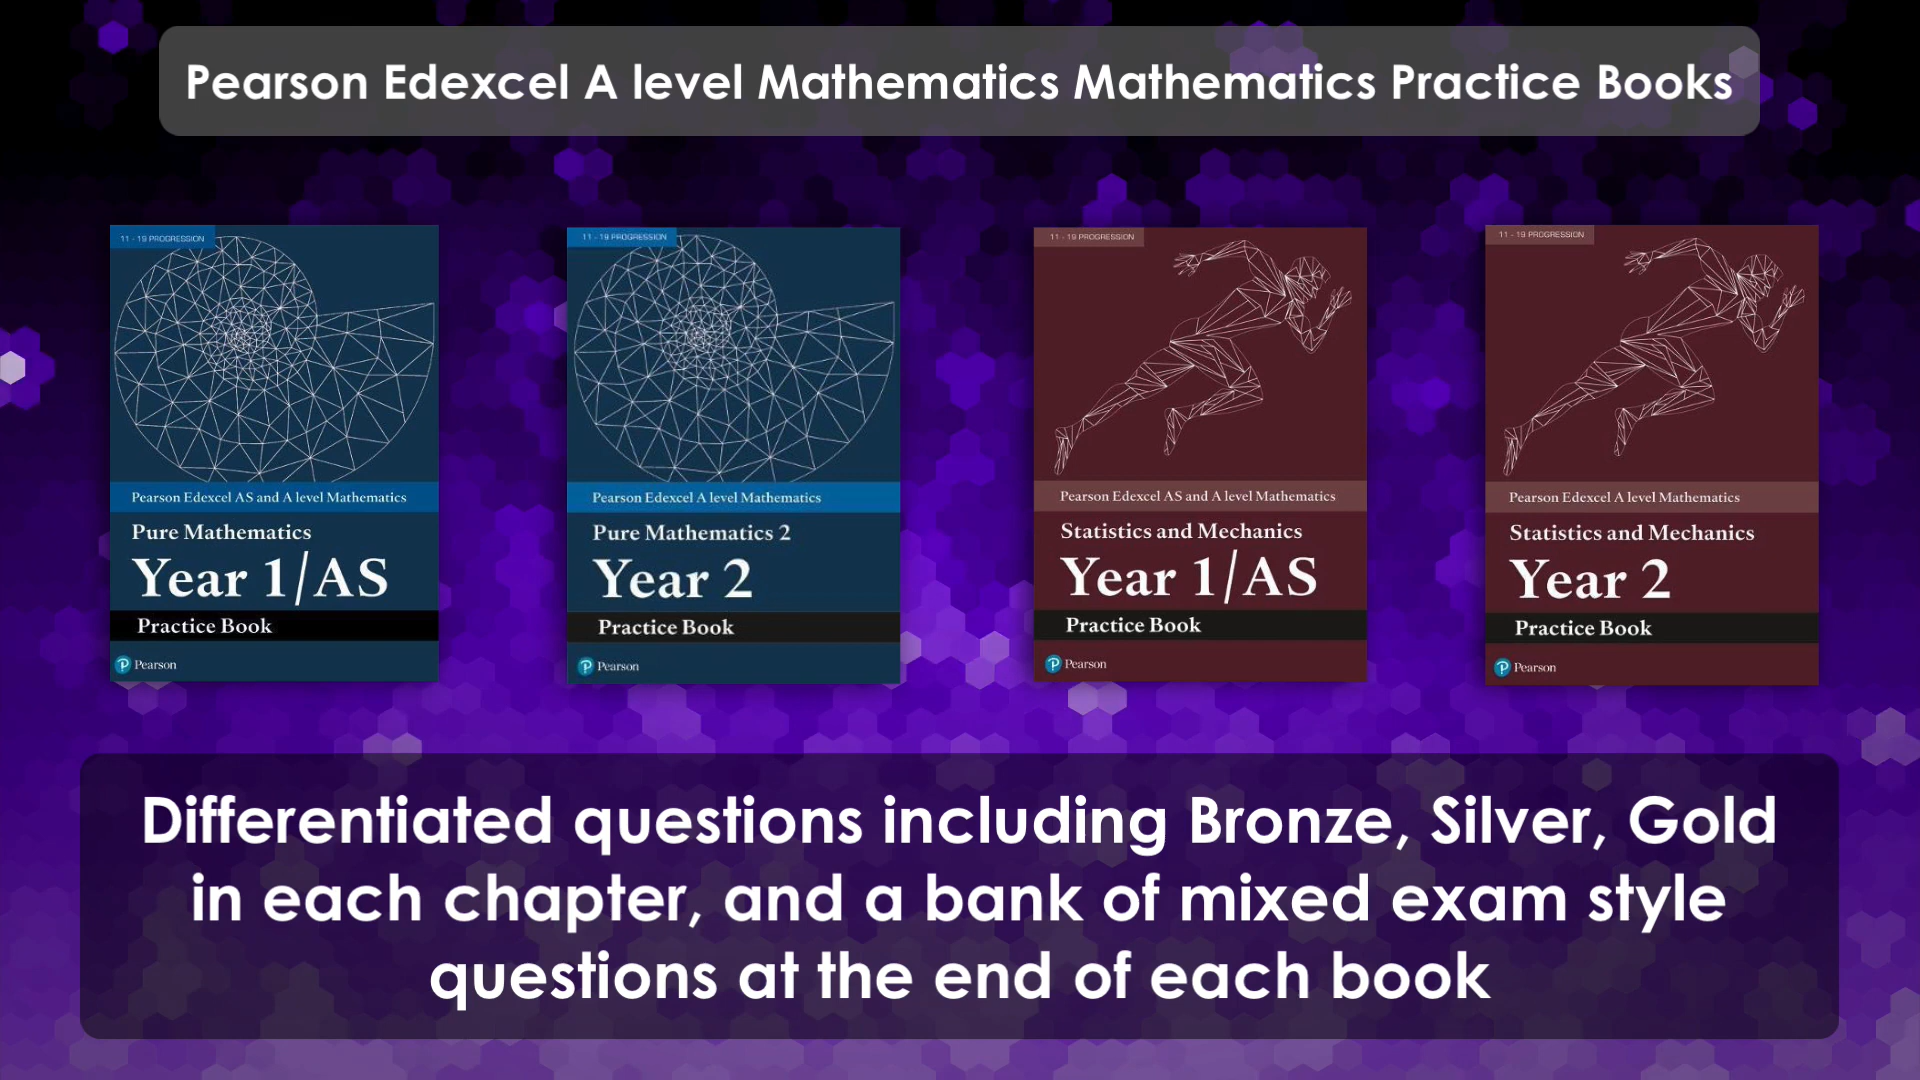 Pearson Edexcel A level Mathematics Mathematics Practice Books
11 - 19 PROGRESSION
Pearson Edexcel AS and A level Mathematics
Pure Mathematics
Year 1/AS
Practice Book
Pearson
11 - 19 PROGRESSION
Pearson Edexcel A level Mathematics
Pure Mathematics 2
Year 2
Practice Book
Pearson
11 - 19 PROGRESSION
Pearson Edexcel AS and A level Mathematics
Statistics and Mechanics
Year 1/AS
Practice Book
Pearson
11 - 19 PROGRESSION
Pearson Edexcel A level Mathematics
Statistics and Mechanics
Year 2
Practice Book
Pearson
Differentiated questions including Bronze, Silver, Gold
in each chapter, and a bank of mixed exam style
questions at the end of each book